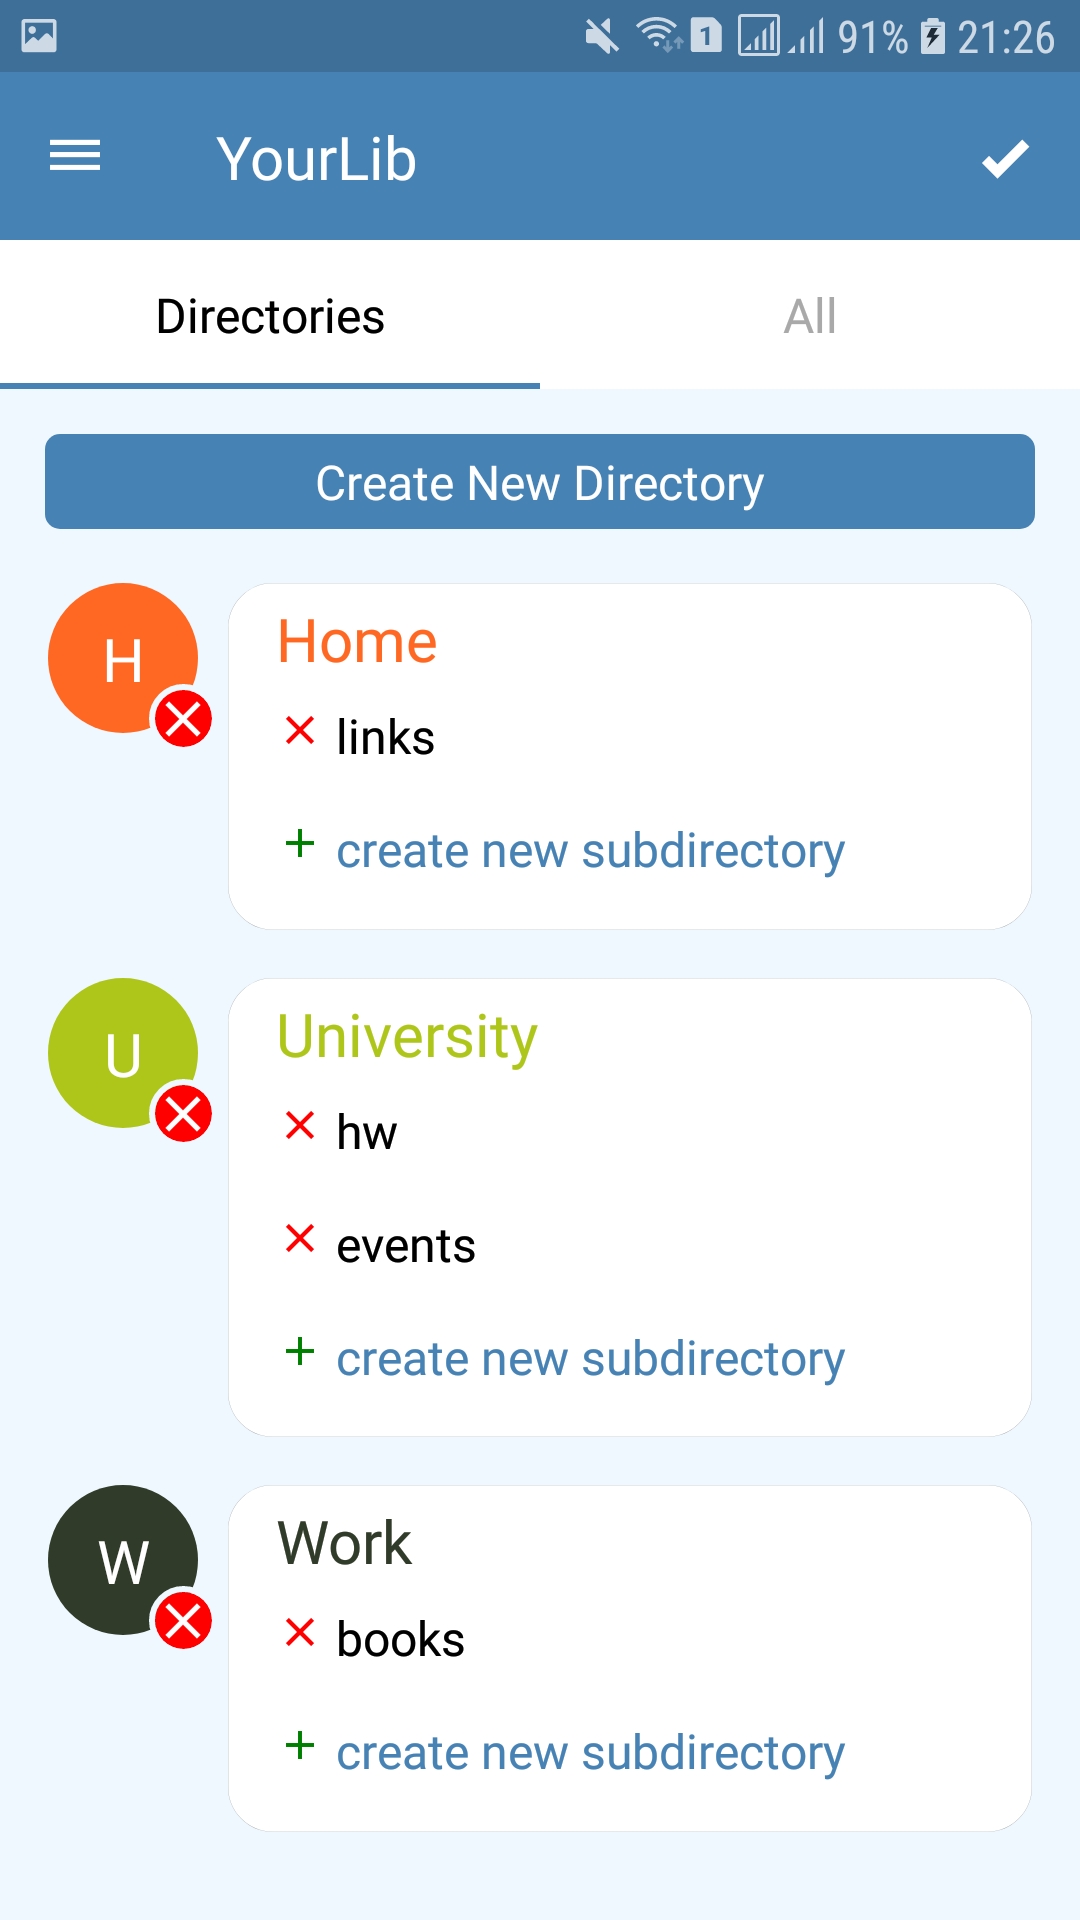 1 91% 21:26
YourLib
Directories All
Create New Directory
H Home
links
create new subdirectory
U University
hw
events
create new subdirectory
W Work
books
create new subdirectory